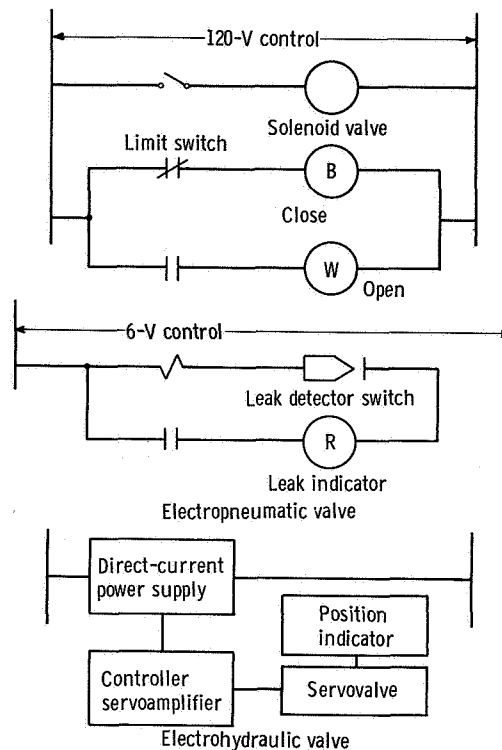 120-V control
Solenoid valve
Limit switch
B
Close
W
Open
6-V control
Leak detector switch
R
Leak indicator
Electropneumatic valve
Direct-current
power supply
Position
indicator
Controller
servoamplifier
Servovalve
Electrohydraulic valve